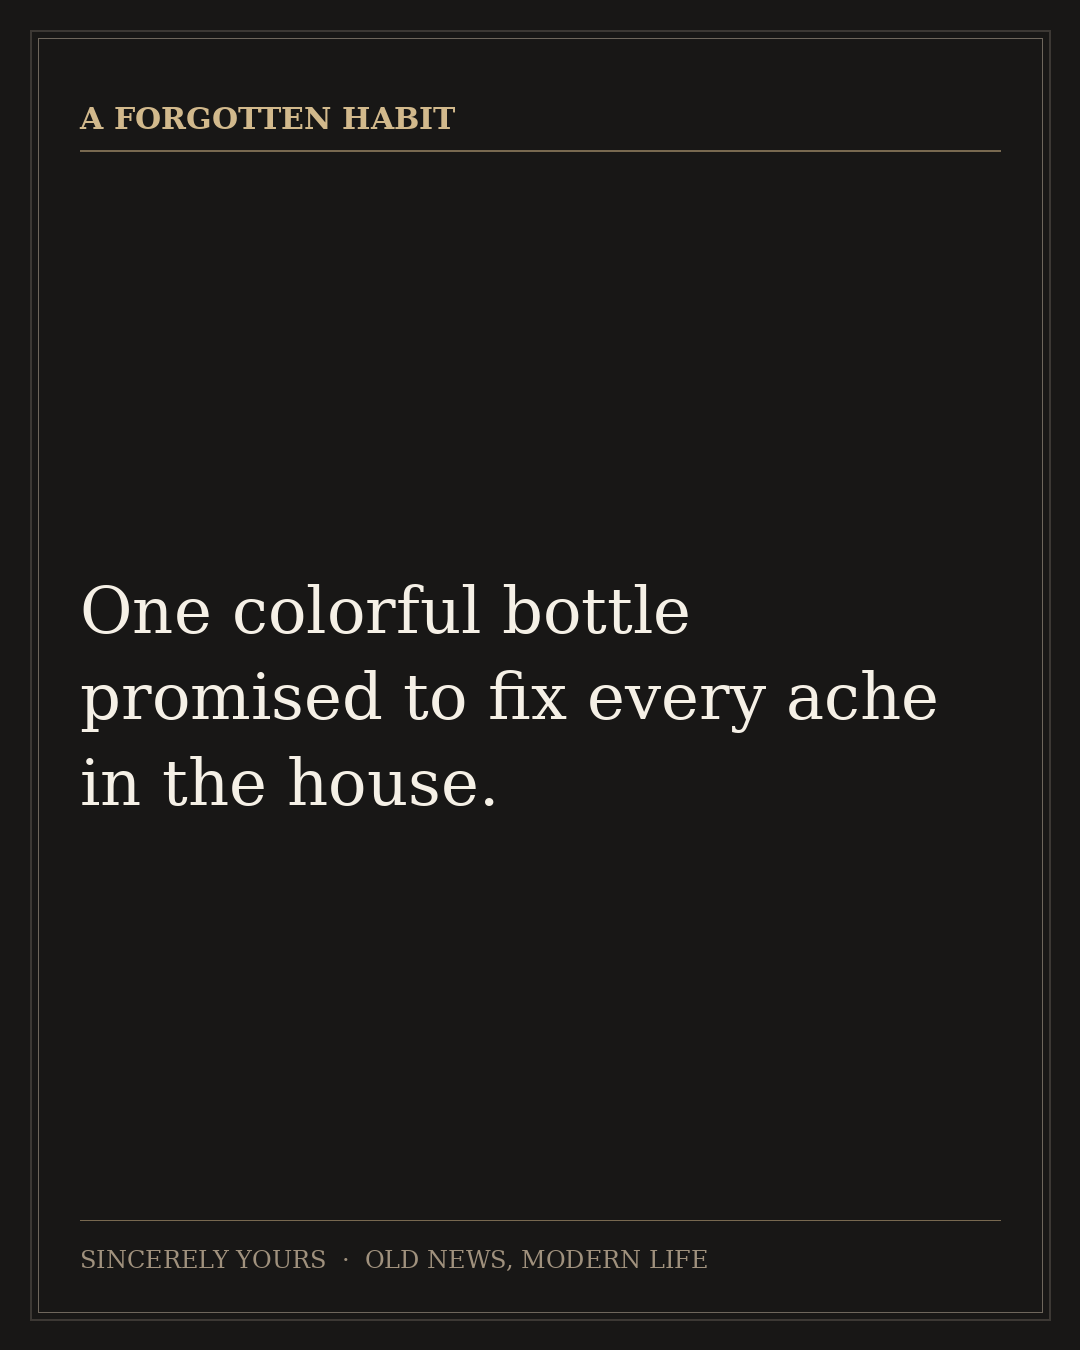 A FORGOTTEN HABIT
One colorful bottle
promised to fix every ache
in the house.
SINCERELY YOURS · OLD NEWS, MODERN LIFE